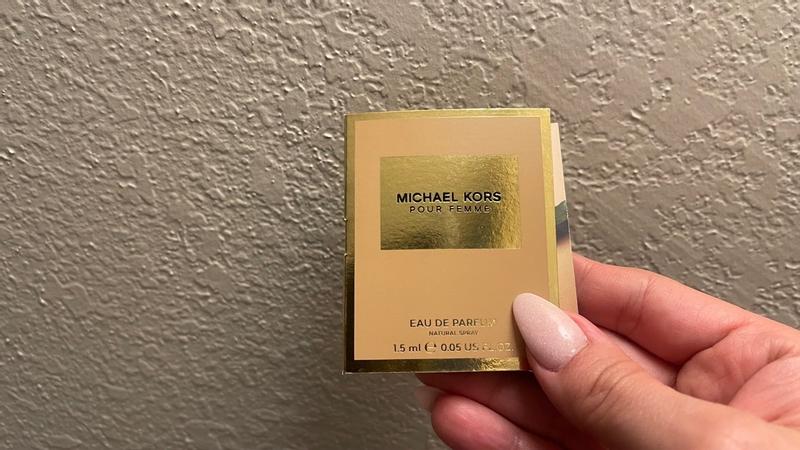 MICHAEL KORS
POUR FEMME
EAU DE PARFUM
NATURAL SPRAY
1.5 ml ℮ 0.05 US FL.OZ.